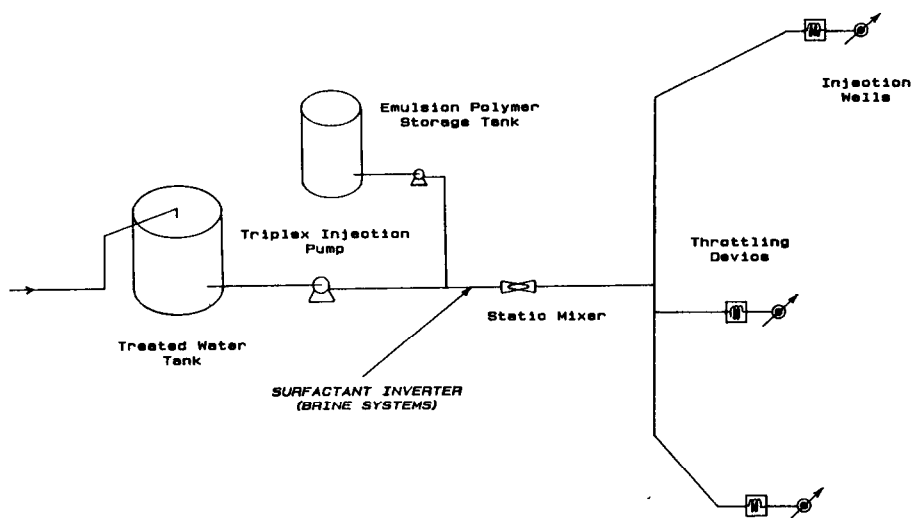 Emulsion Polymer
Storage Tank
Injection
Wells
Triplex Injection
Pump
Throttling
Device
Static Mixer
Treated Water
Tank
SURFACTANT INVERTER
(BRINE SYSTEMS)